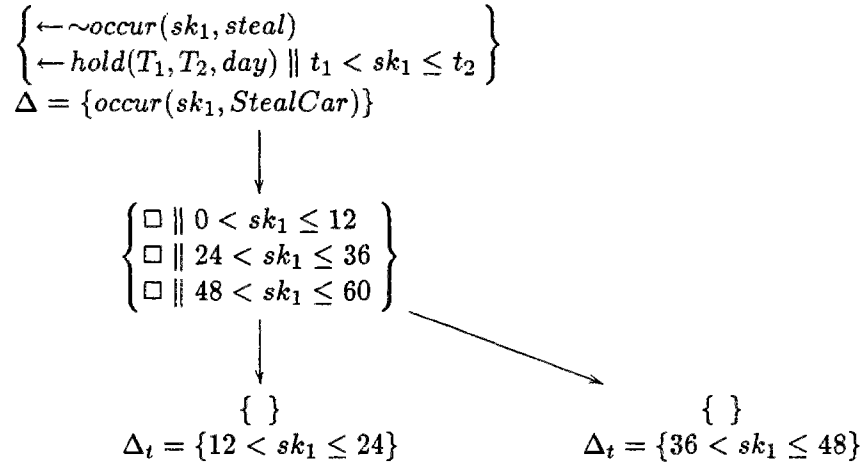 ← ∼occur(sk₁, steal)
← hold(T₁, T₂, day) ∥ t₁ < sk₁ ≤ t₂
Δ = {occur(sk₁, StealCar)}
□ ∥ 0 < sk₁ ≤ 12
□ ∥ 24 < sk₁ ≤ 36
□ ∥ 48 < sk₁ ≤ 60
{ } { }
Δₜ = {12 < sk₁ ≤ 24} Δₜ = {36 < sk₁ ≤ 48}